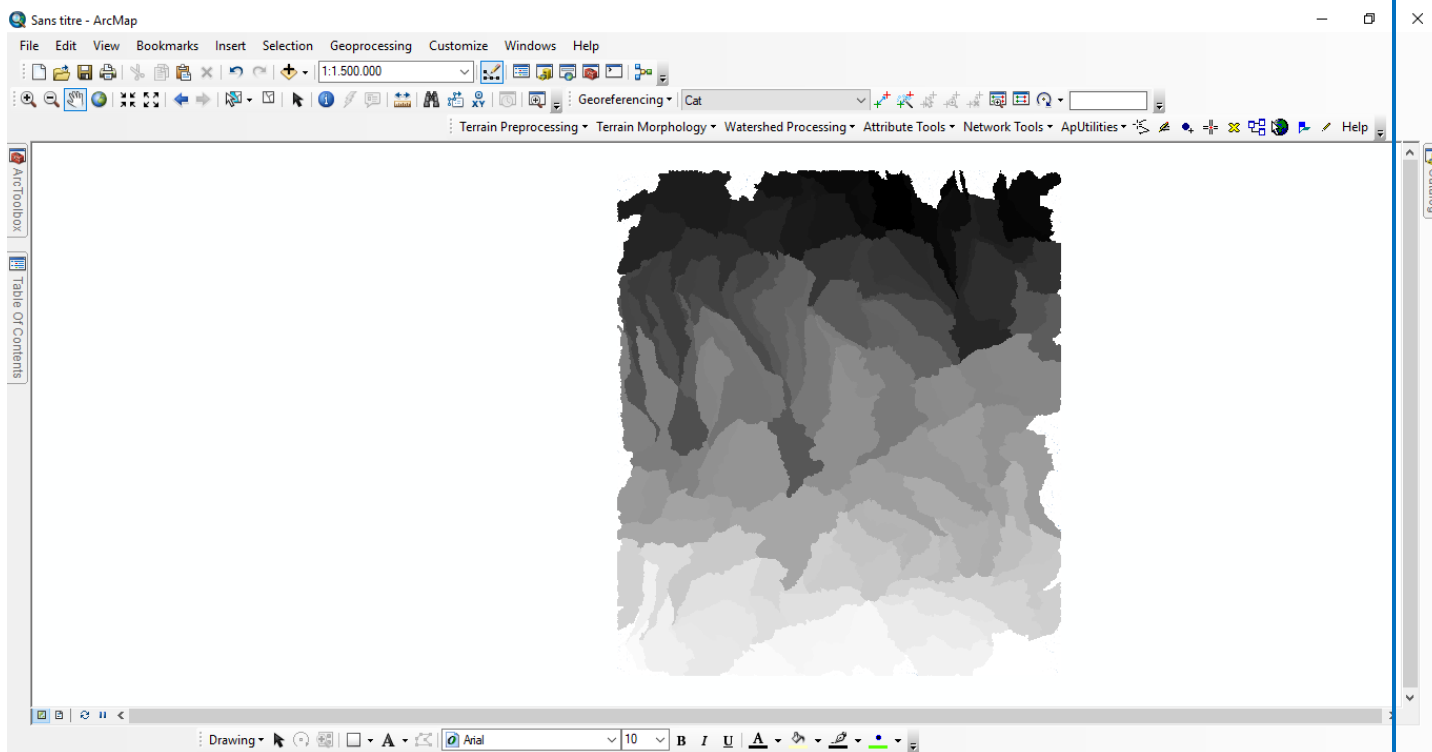 Sans titre - ArcMap
File Edit View Bookmarks Insert Selection Geoprocessing Customize Windows Help
1:1.500.000
Georeferencing Cat
Terrain Preprocessing Terrain Morphology Watershed Processing Attribute Tools Network Tools ApUtilities Help
ArcToolbox
Table Of Contents
Drawing A Arial 10 B I U A